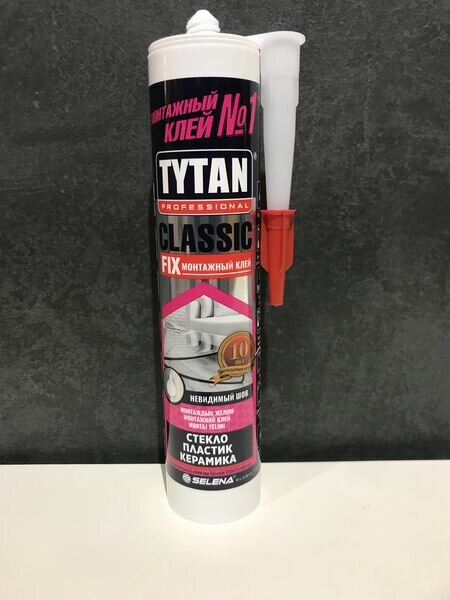 МОНТАЖНЫЙ
КЛЕЙ №1
TYTAN
PROFESSIONAL
CLASSIC
FIX МОНТАЖНЫЙ КЛЕЙ
10
НЕВИДИМЫЙ ШОВ
МОНТАЖДЫҚ ЖЕЛІМІ
МОНТАЖНИЙ КЛЕЙ
MONTAJ YELIMI
СТЕКЛО
ПЛАСТИК
КЕРАМИКА
SELENA